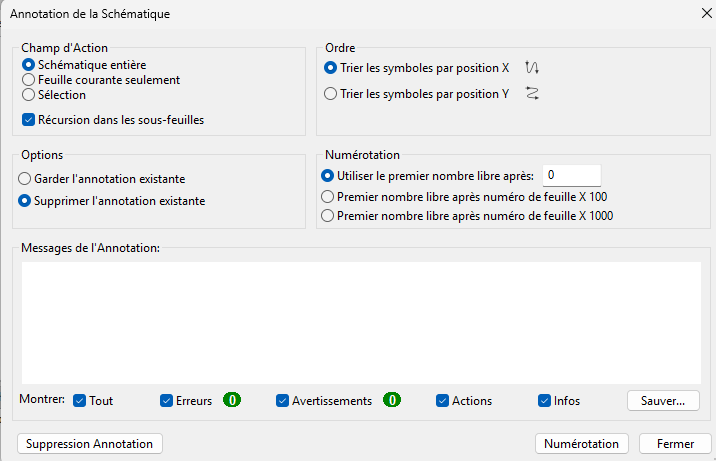 Annotation de la Schématique
Champ d'Action
Schématique entière
Feuille courante seulement
Sélection
Récursion dans les sous-feuilles
Ordre
Trier les symboles par position X
Trier les symboles par position Y
Options
Garder l'annotation existante
Supprimer l'annotation existante
Numérotation
Utiliser le premier nombre libre après: 0
Premier nombre libre après numéro de feuille X 100
Premier nombre libre après numéro de feuille X 1000
Messages de l'Annotation:
Montrer: Tout Erreurs 0 Avertissements 0 Actions Infos Sauver...
Suppression Annotation Numérotation Fermer